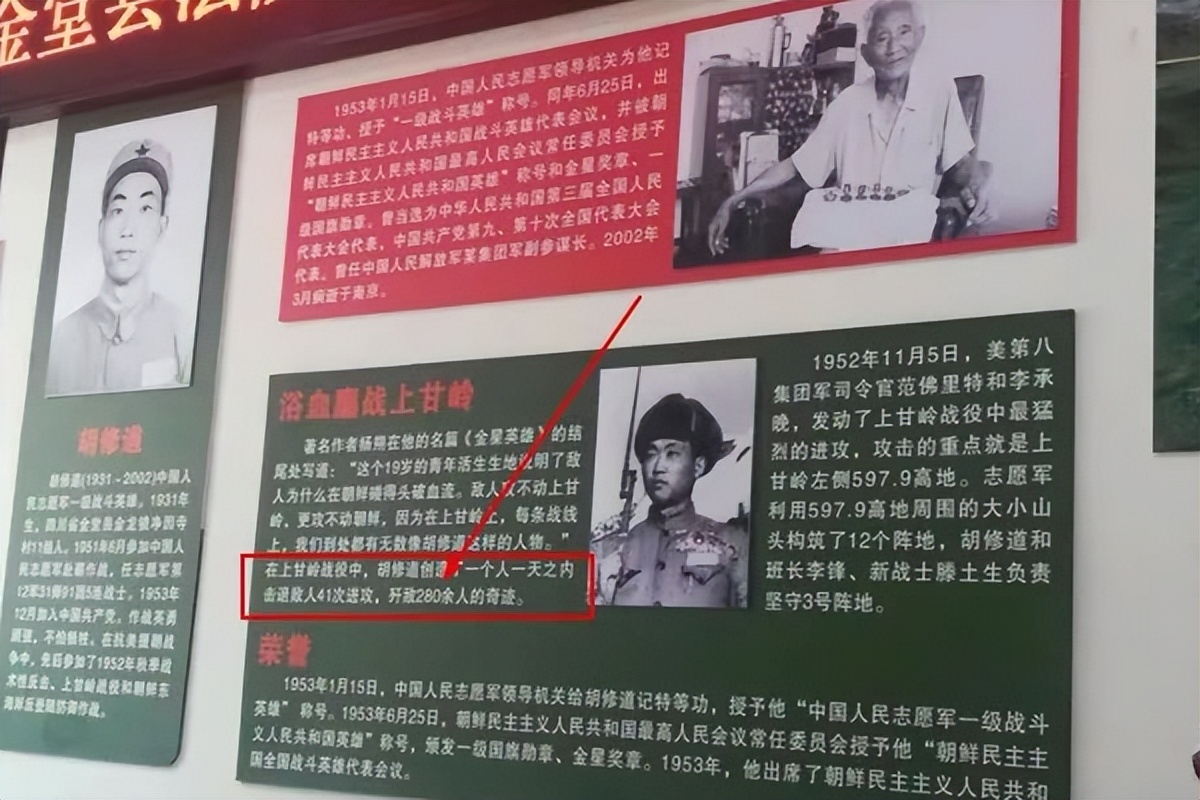 金堂县法
胡修道
胡修道(1931-2002)中国人
民志愿军一级战斗英雄。1931年
生,四川省金堂县金龙镇净因寺
村11组人。1951年6月参加中国人
民志愿军赴朝作战,任志愿军第
12军31师91团5连战士。1953年
12月加入中国共产党。作战英勇
顽强,不怕牺牲。在抗美援朝战
争中,先后参加了1952年秋季战
术性反击、上甘岭战役和朝鲜东
海岸反登陆防御作战。
1953年1月15日,中国人民志愿军领导机关为他记
特等功,授予“一级战斗英雄”称号。同年6月25日,出
席朝鲜民主主义人民共和国战斗英雄代表会议,并被朝
鲜民主主义人民共和国最高人民会议常任委员会授予
“朝鲜民主主义人民共和国英雄”称号和金星奖章、一
级国旗勋章。曾当选为中华人民共和国第三届全国人民
代表大会代表,中国共产党第九、第十次全国代表大会
代表。曾任中国人民解放军某集团军副参谋长。2002年
3月病逝于南京。
浴血鏖战上甘岭
著名作者杨朔在他的名篇《金星英雄》的结
尾处写道:“这个19岁的青年活生生地说明了敌
人为什么在朝鲜碰得头破血流。敌人攻不动上甘
岭,更攻不动朝鲜,因为在上甘岭上,每条战线
上,我们到处都有无数像胡修道这样的人物。”
在上甘岭战役中,胡修道创造了一个人一天之内
击退敌人41次进攻,歼敌280余人的奇迹。
1952年11月5日,美第八
集团军司令官范佛里特和李承
晚,发动了上甘岭战役中最猛
烈的进攻,攻击的重点就是上
甘岭左侧597.9高地。志愿军
利用597.9高地周围的大小山
头构筑了12个阵地,胡修道和
班长李锋、新战士滕土生负责
坚守3号阵地。
荣誉
1953年1月15日,中国人民志愿军领导机关给胡修道记特等功,授予他“中国人民志愿军一级战斗
英雄”称号。1953年6月25日,朝鲜民主主义人民共和国最高人民会议常任委员会授予他“朝鲜民主主
义人民共和国英雄”称号,颁发一级国旗勋章、金星奖章。1953年,他出席了朝鲜民主主义人民共和
国全国战斗英雄代表会议。